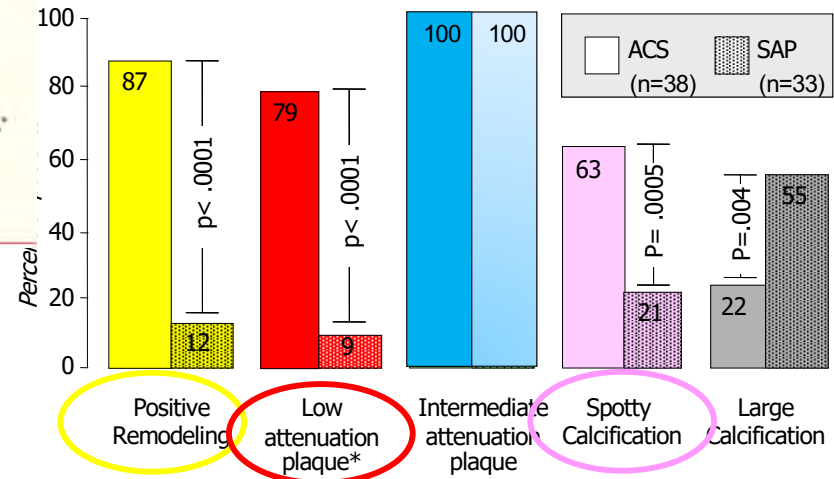 100
80
60
40
20
0
87
12
p< .0001
79
9
p< .0001
100
100
63
21
P= .0005
22
55
P=.004
ACS
(n=38)
SAP
(n=33)
Positive
Remodeling
Low
attenuation
plaque*
Intermediate
attenuation
plaque
Spotty
Calcification
Large
Calcification